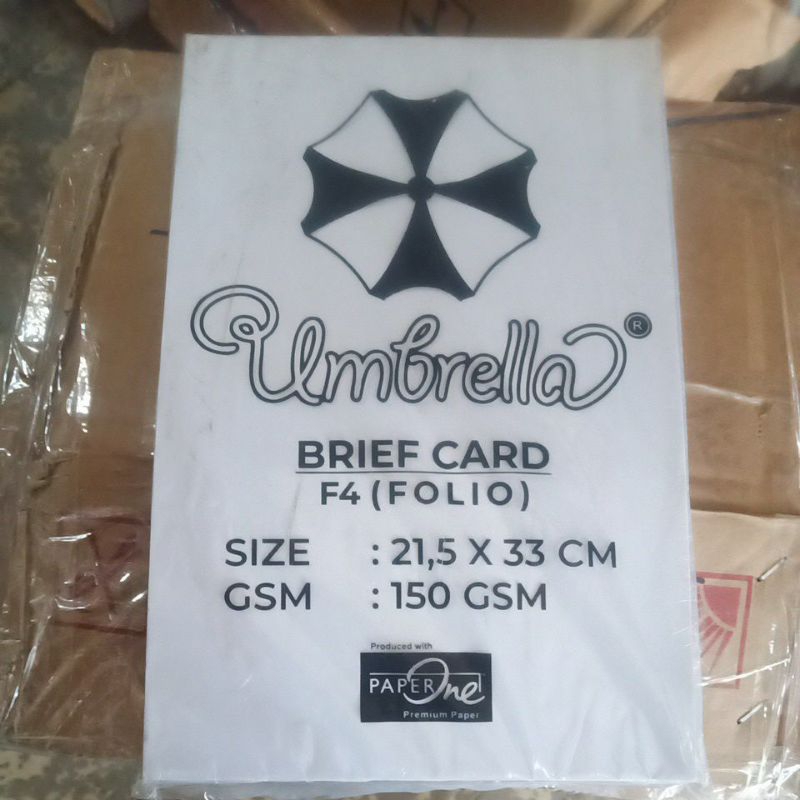 Umbrella ®
BRIEF CARD
F4 (FOLIO)
SIZE : 21,5 X 33 CM
GSM : 150 GSM
Produced with
PAPER One
Premium Paper